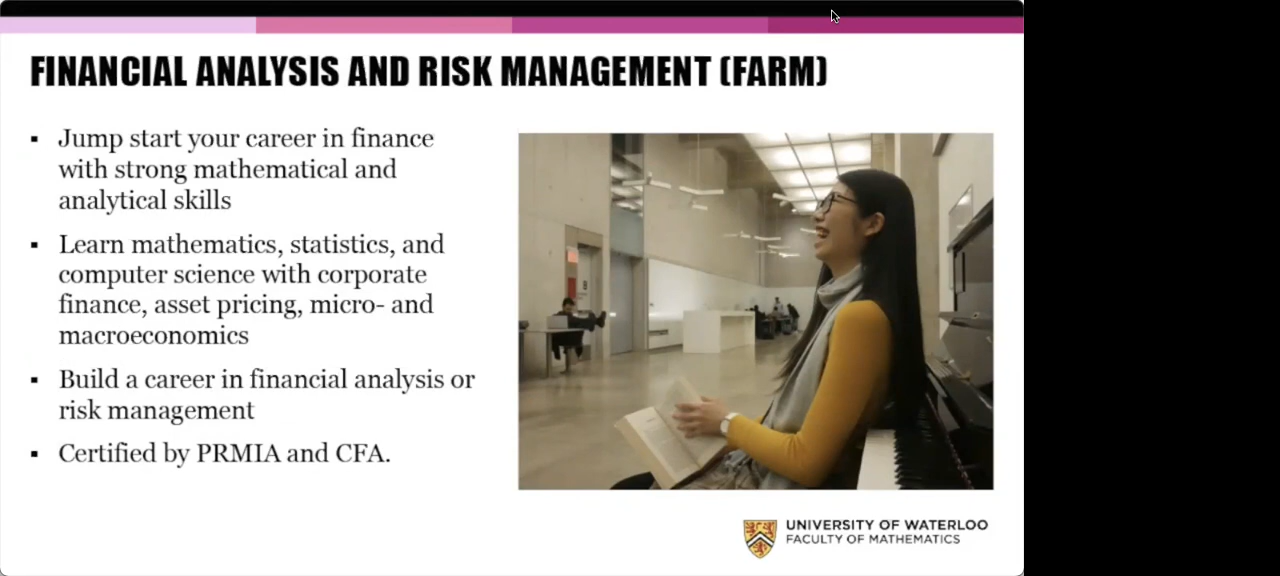 FINANCIAL ANALYSIS AND RISK MANAGEMENT (FARM)
▪ Jump start your career in finance
with strong mathematical and
analytical skills
▪ Learn mathematics, statistics, and
computer science with corporate
finance, asset pricing, micro- and
macroeconomics
▪ Build a career in financial analysis or
risk management
▪ Certified by PRMIA and CFA.
UNIVERSITY OF WATERLOO
FACULTY OF MATHEMATICS